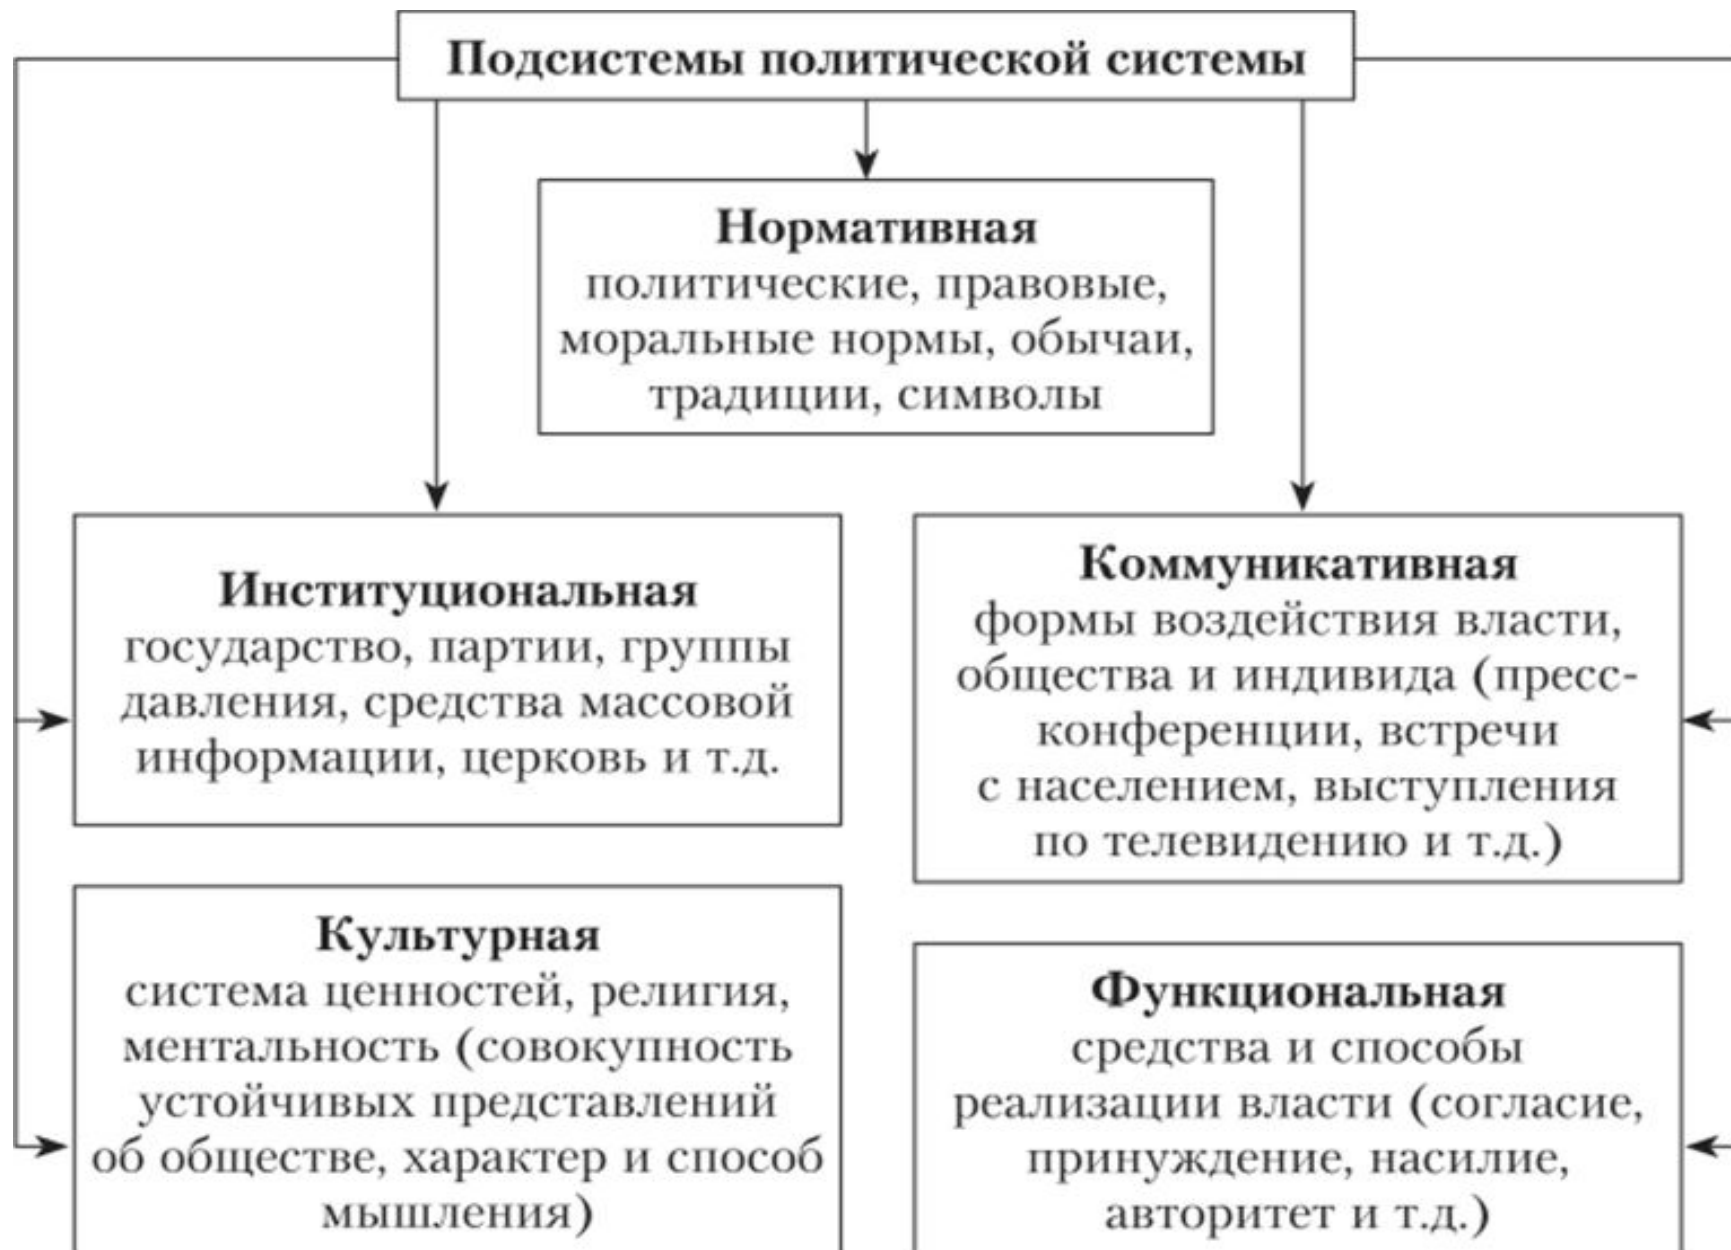 Подсистемы политической системы
Нормативная
политические, правовые,
моральные нормы, обычаи,
традиции, символы
Институциональная
государство, партии, группы
давления, средства массовой
информации, церковь и т.д.
Коммуникативная
формы воздействия власти,
общества и индивида (пресс-
конференции, встречи
с населением, выступления
по телевидению и т.д.)
Культурная
система ценностей, религия,
ментальность (совокупность
устойчивых представлений
об обществе, характер и способ
мышления)
Функциональная
средства и способы
реализации власти (согласие,
принуждение, насилие,
авторитет и т.д.)